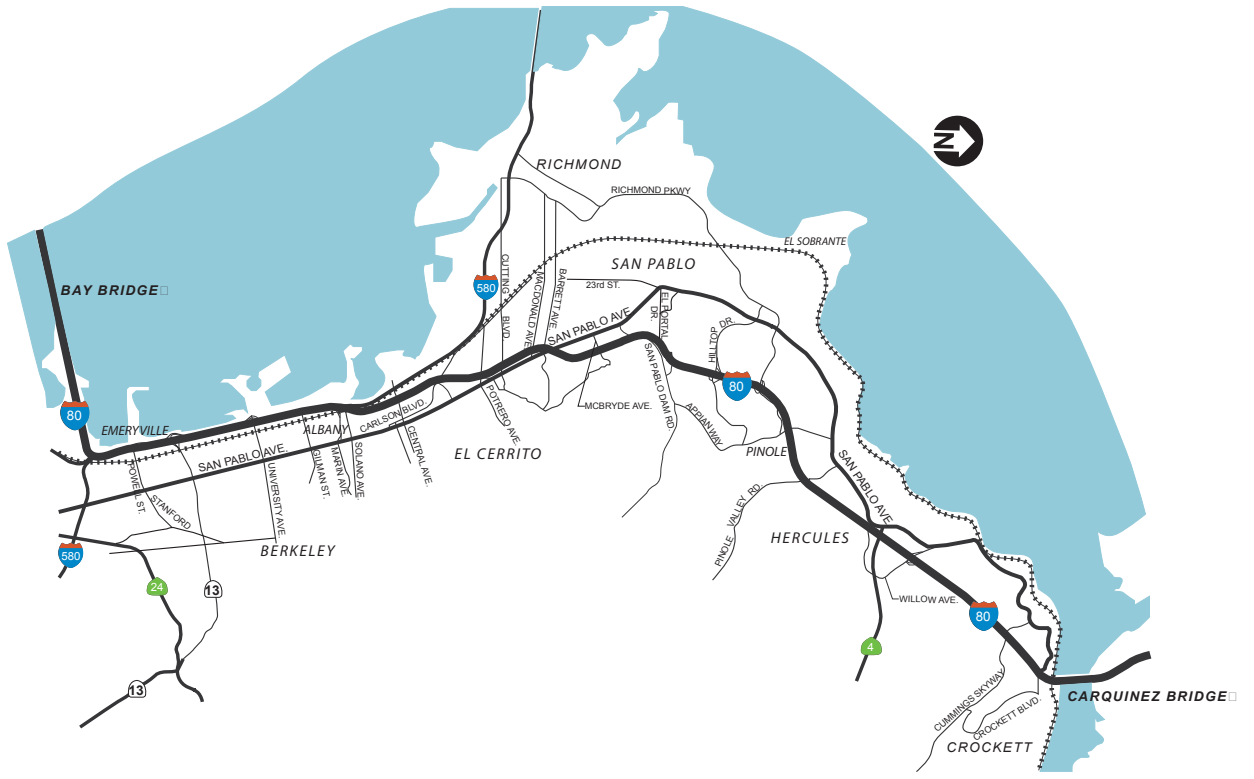 N
RICHMOND
RICHMOND PKWY
EL SOBRANTE
SAN PABLO
23rd ST.
BAY BRIDGE
580
CUTTING BLVD.
MACDONALD AVE
BARRETT AVE
SAN PABLO AVE
EL PORTAL
DR.
HILLTOP DR.
SAN PABLO DAM RD.
80
80
MCBRYDE AVE.
APPIAN WAY
EMERYVILLE
ALBANY
CARLSON BLVD.
POTRERO AVE.
CENTRAL AVE.
EL CERRITO
PINOLE
SAN PABLO AVE.
SAN PABLO AVE
POWELL ST.
STANFORD
UNIVERSITY AVE.
GILMAN ST.
MARIN AVE.
SOLANO AVE.
PINOLE VALLEY RD.
HERCULES
BERKELEY
580
24
13
WILLOW AVE.
80
4
13
CUMMINGS SKYWAY
CROCKETT BLVD.
CARQUINEZ BRIDGE
CROCKETT